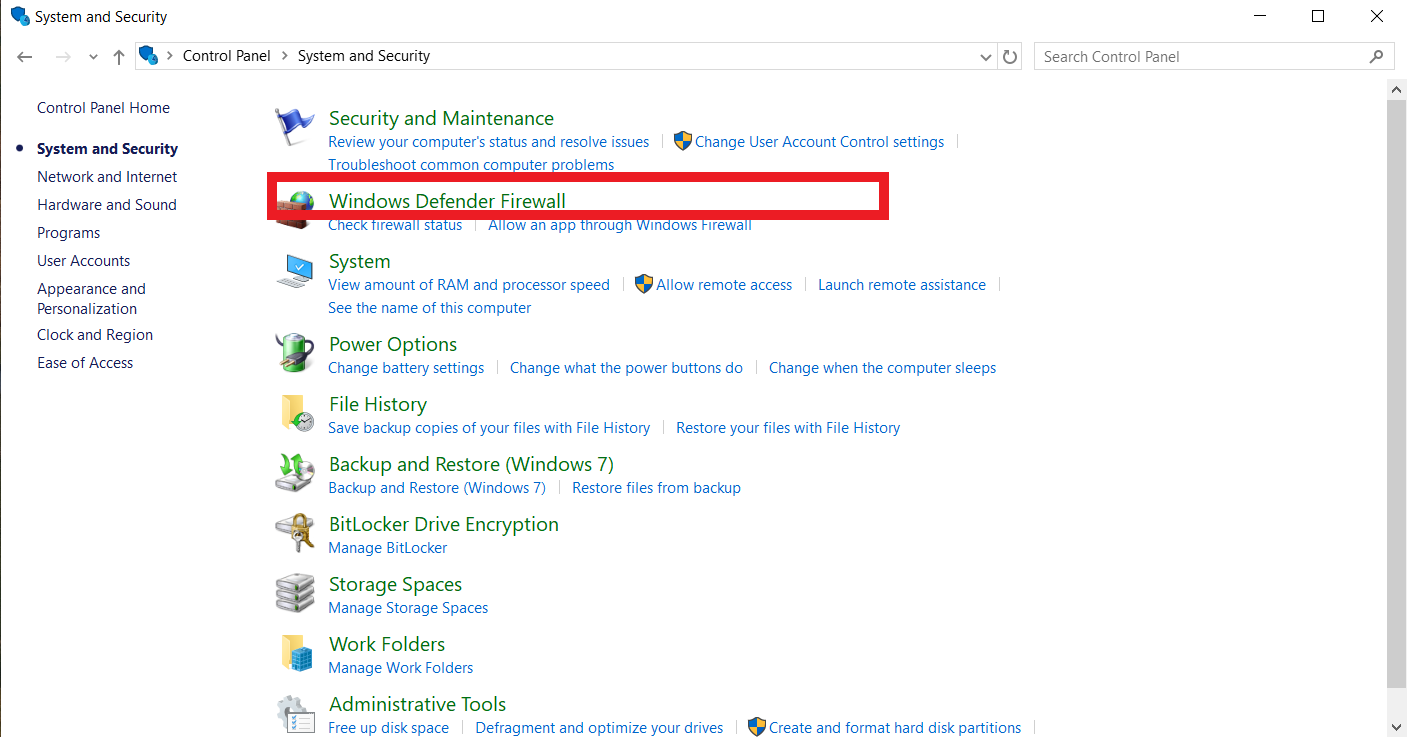 System and Security
Control Panel System and Security
Search Control Panel
Control Panel Home
System and Security
Network and Internet
Hardware and Sound
Programs
User Accounts
Appearance and
Personalization
Clock and Region
Ease of Access
Security and Maintenance
Review your computer's status and resolve issues Change User Account Control settings
Troubleshoot common computer problems
Windows Defender Firewall
Check firewall status Allow an app through Windows Firewall
System
View amount of RAM and processor speed Allow remote access Launch remote assistance
See the name of this computer
Power Options
Change battery settings Change what the power buttons do Change when the computer sleeps
File History
Save backup copies of your files with File History Restore your files with File History
Backup and Restore (Windows 7)
Backup and Restore (Windows 7) Restore files from backup
BitLocker Drive Encryption
Manage BitLocker
Storage Spaces
Manage Storage Spaces
Work Folders
Manage Work Folders
Administrative Tools
Free up disk space Defragment and optimize your drives Create and format hard disk partitions